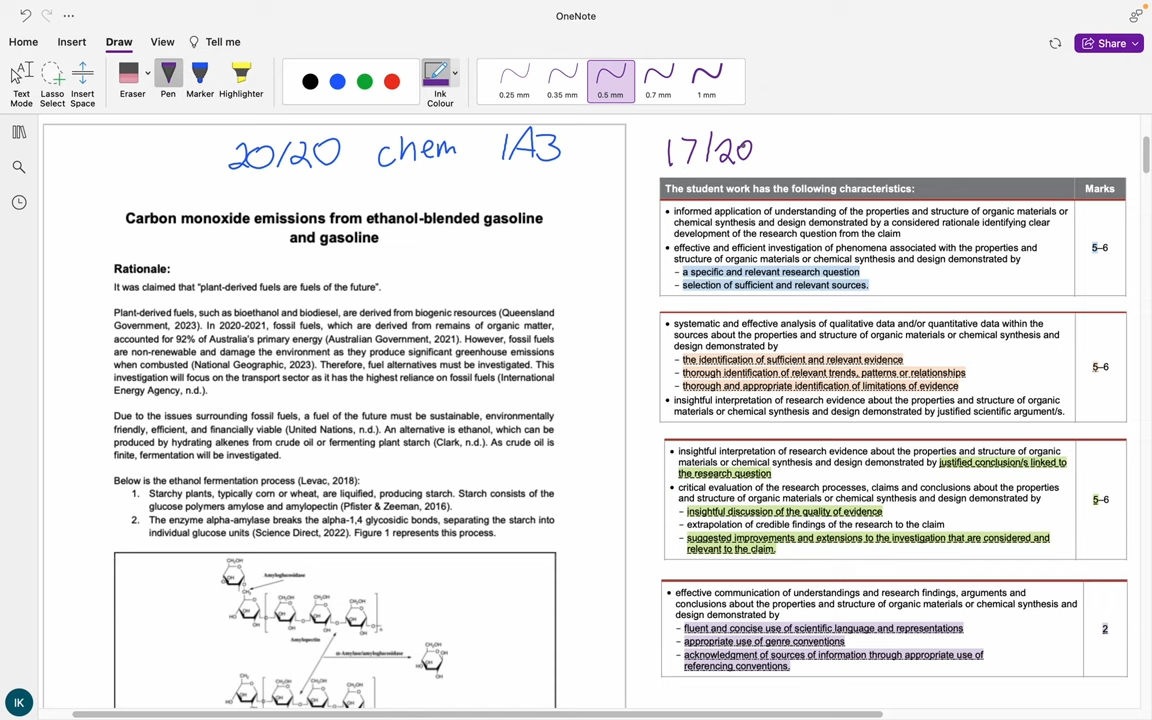 OneNote
Home Insert Draw View Tell me
Share
Text Mode
Lasso Select
Insert Space
Eraser
Pen
Marker
Highlighter
Ink Colour
0.25 mm
0.35 mm
0.5 mm
0.7 mm
1 mm
20/20 chem IA3
Carbon monoxide emissions from ethanol-blended gasoline
and gasoline
Rationale:
It was claimed that “plant-derived fuels are fuels of the future”.
Plant-derived fuels, such as bioethanol and biodiesel, are derived from biogenic resources (Queensland
Government, 2023). In 2020-2021, fossil fuels, which are derived from remains of organic matter,
accounted for 92% of Australia's primary energy (Australian Government, 2021). However, fossil fuels
are non-renewable and damage the environment as they produce significant greenhouse emissions
when combusted (National Geographic, 2023). Therefore, fuel alternatives must be investigated. This
investigation will focus on the transport sector as it has the highest reliance on fossil fuels (International
Energy Agency, n.d.).
Due to the issues surrounding fossil fuels, a fuel of the future must be sustainable, environmentally
friendly, efficient, and financially viable (United Nations, n.d.). An alternative is ethanol, which can be
produced by hydrating alkenes from crude oil or fermenting plant starch (Clark, n.d.). As crude oil is
finite, fermentation will be investigated.
Below is the ethanol fermentation process (Levac, 2018):
1. Starchy plants, typically corn or wheat, are liquified, producing starch. Starch consists of the
glucose polymers amylose and amylopectin (Pfister & Zeeman, 2016).
2. The enzyme alpha-amylase breaks the alpha-1,4 glycosidic bonds, separating the starch into
individual glucose units (Science Direct, 2022). Figure 1 represents this process.
Amyloglucosidase
Amylopectin
α-Amylase/amyloglucosidase
17/20
The student work has the following characteristics: Marks
• informed application of understanding of the properties and structure of organic materials or
chemical synthesis and design demonstrated by a considered rationale identifying clear
development of the research question from the claim
• effective and efficient investigation of phenomena associated with the properties and
structure of organic materials or chemical synthesis and design demonstrated by
– a specific and relevant research question
– selection of sufficient and relevant sources.
5–6
• systematic and effective analysis of qualitative data and/or quantitative data within the
sources about the properties and structure of organic materials or chemical synthesis and
design demonstrated by
– the identification of sufficient and relevant evidence
– thorough identification of relevant trends, patterns or relationships
– thorough and appropriate identification of limitations of evidence
• insightful interpretation of research evidence about the properties and structure of organic
materials or chemical synthesis and design demonstrated by justified scientific argument/s.
5–6
• insightful interpretation of research evidence about the properties and structure of organic
materials or chemical synthesis and design demonstrated by justified conclusion/s linked to
the research question
• critical evaluation of the research processes, claims and conclusions about the properties
and structure of organic materials or chemical synthesis and design demonstrated by
– insightful discussion of the quality of evidence
– extrapolation of credible findings of the research to the claim
– suggested improvements and extensions to the investigation that are considered and
relevant to the claim.
5–6
• effective communication of understandings and research findings, arguments and
conclusions about the properties and structure of organic materials or chemical synthesis and
design demonstrated by
– fluent and concise use of scientific language and representations
– appropriate use of genre conventions
– acknowledgment of sources of information through appropriate use of
referencing conventions.
2
IK